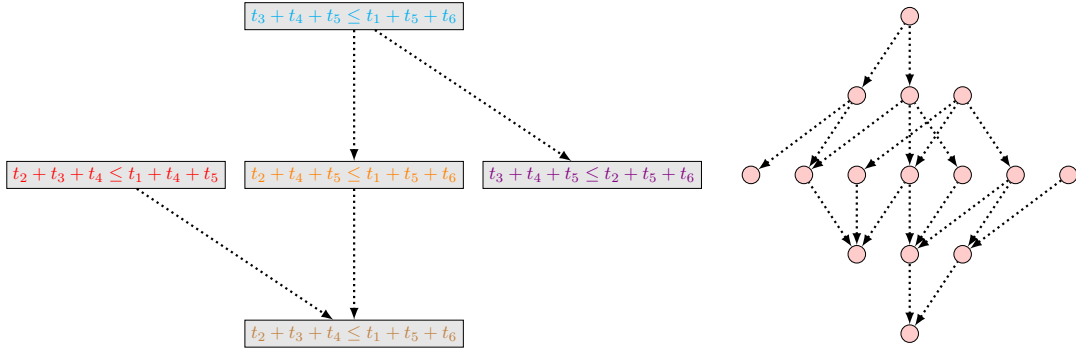 t₃ + t₄ + t₅ ≤ t₁ + t₅ + t₆
t₂ + t₃ + t₄ ≤ t₁ + t₄ + t₅
t₂ + t₄ + t₅ ≤ t₁ + t₅ + t₆
t₃ + t₄ + t₅ ≤ t₂ + t₅ + t₆
t₂ + t₃ + t₄ ≤ t₁ + t₅ + t₆